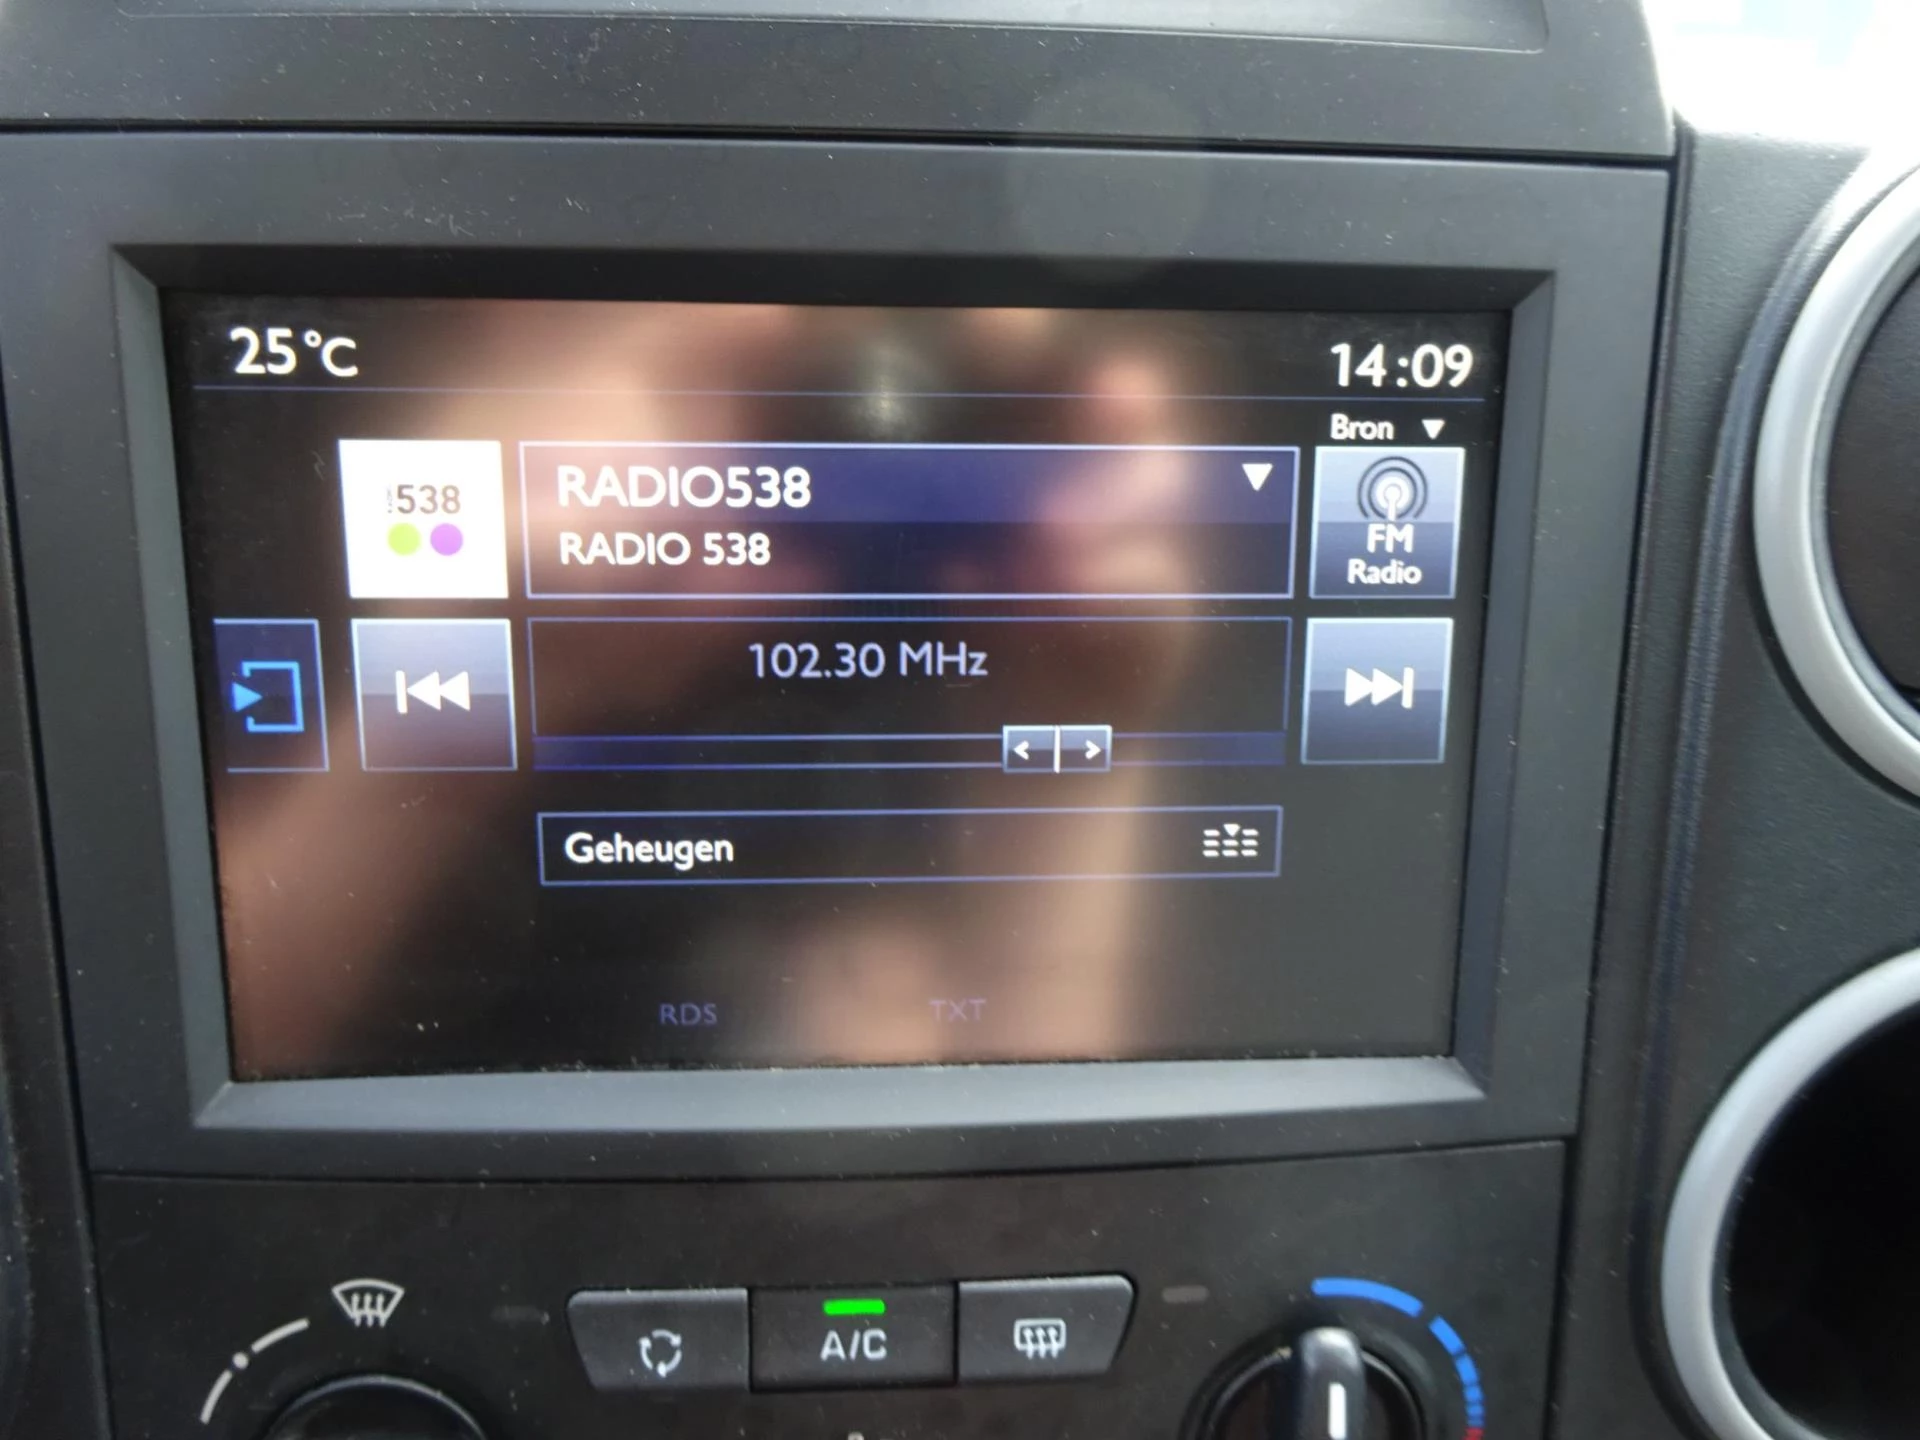 25°C
14:09
Bron
538
RADIO538
RADIO 538
FM
Radio
102.30 MHz
< >
Geheugen
RDS TXT
A/C